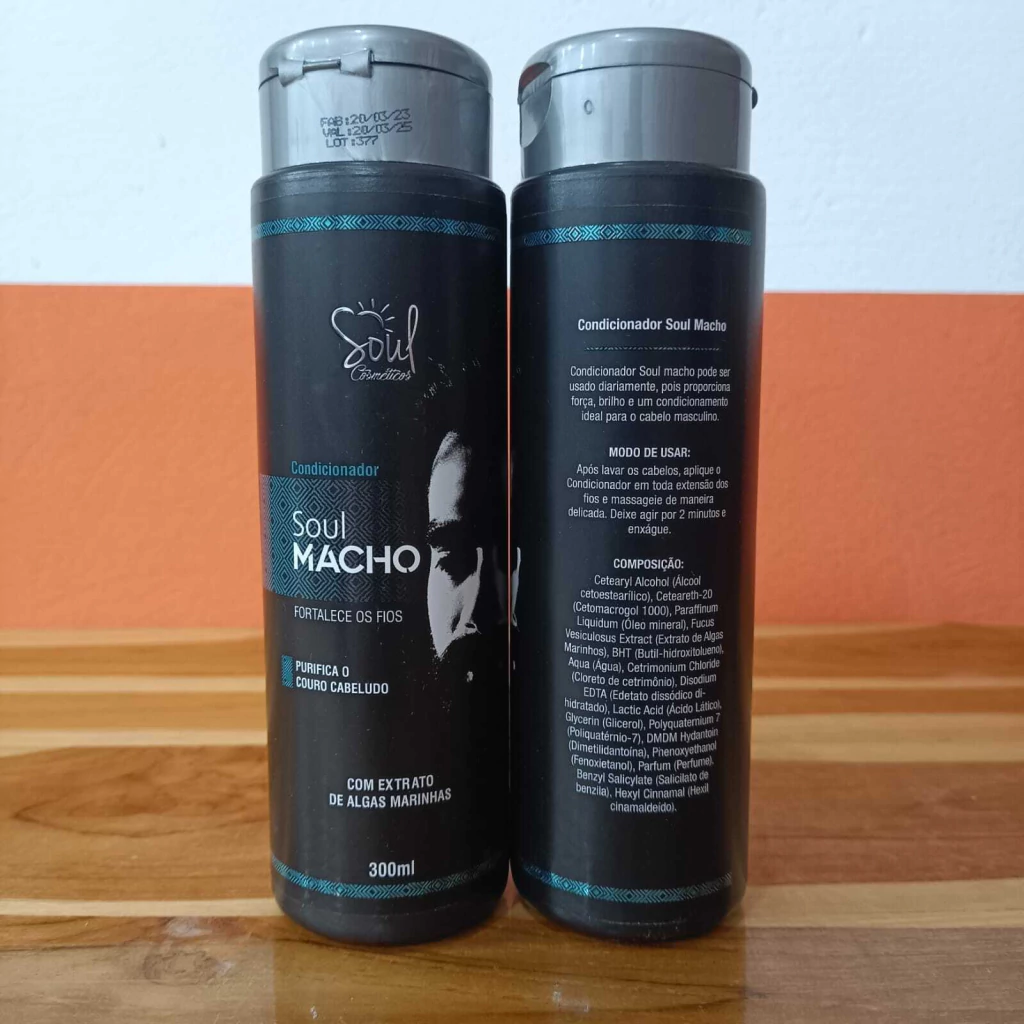 FAB:20/03/23
VAL:20/03/25
LOT:377
Soul
Cosméticos
Condicionador
Soul
MACHO
FORTALECE OS FIOS
PURIFICA O
COURO CABELUDO
COM EXTRATO
DE ALGAS MARINHAS
300ml
Condicionador Soul Macho
Condicionador Soul macho pode ser
usado diariamente, pois proporciona
força, brilho e um condicionamento
ideal para o cabelo masculino.
MODO DE USAR:
Após lavar os cabelos, aplique o
Condicionador em toda extensão dos
fios e massageie de maneira
delicada. Deixe agir por 2 minutos e
enxágue.
COMPOSIÇÃO:
Cetearyl Alcohol (Álcool
cetoestearílico), Ceteareth-20
(Cetomacrogol 1000), Paraffinum
Liquidum (Óleo mineral), Fucus
Vesiculosus Extract (Extrato de Algas
Marinhos), BHT (Butil-hidroxitolueno),
Aqua (Água), Cetrimonium Chloride
(Cloreto de cetrimônio), Disodium
EDTA (Edetato dissódico di-
hidratado), Lactic Acid (Ácido Lático),
Glycerin (Glicerol), Polyquaternium 7
(Poliquatérnio-7), DMDM Hydantoin
(Dimetilidantoína), Phenoxyethanol
(Fenoxietanol), Parfum (Perfume),
Benzyl Salicylate (Salicilato de
benzila), Hexyl Cinnamal (Hexil
cinamaldeído).